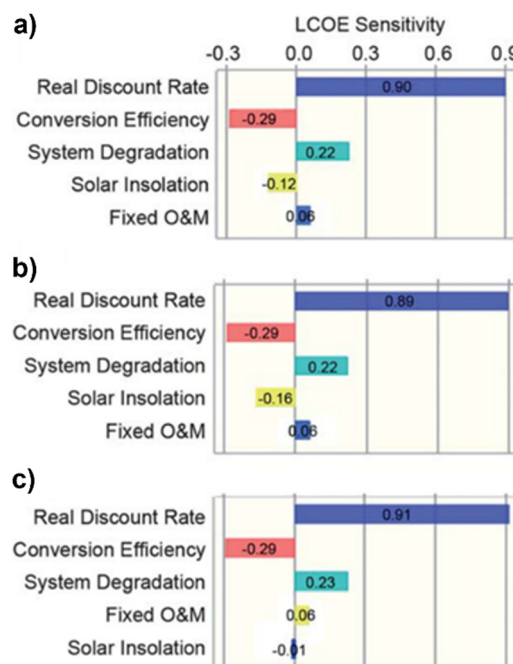 a)
LCOE Sensitivity
-0.3 0.0 0.3 0.6 0.9
Real Discount Rate 0.90
Conversion Efficiency -0.29
System Degradation 0.22
Solar Insolation -0.12
Fixed O&M 0.06
b)
Real Discount Rate 0.89
Conversion Efficiency -0.29
System Degradation 0.22
Solar Insolation -0.16
Fixed O&M 0.06
c)
Real Discount Rate 0.91
Conversion Efficiency -0.29
System Degradation 0.23
Fixed O&M 0.06
Solar Insolation -0.01